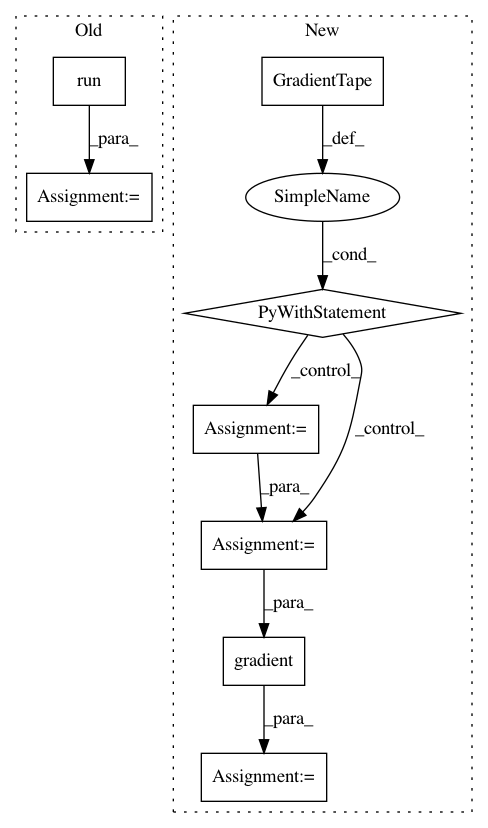 Old
New
run
GradientTape
_para_
_def_
Assignment:=
SimpleName
_cond_
PyWithStatement
_control_
_control_
Assignment:=
_para_
Assignment:=
_para_
gradient
_para_
Assignment:=